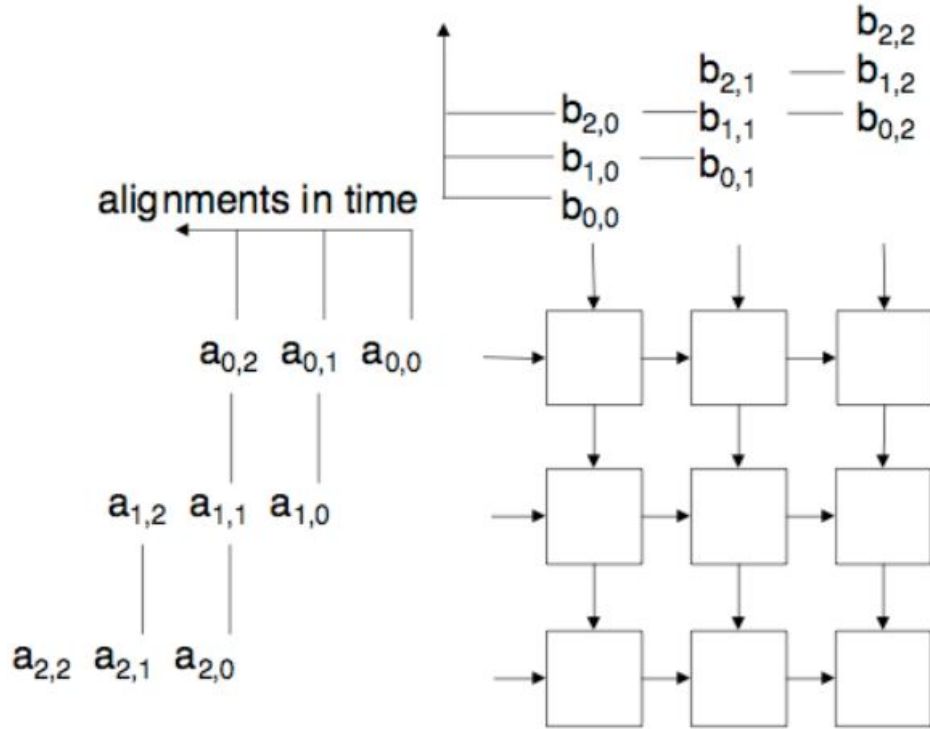 b₂,₂
b₂,₁ b₁,₂
b₂,₀ b₁,₁ b₀,₂
b₁,₀ b₀,₁
alignments in time b₀,₀
a₀,₂ a₀,₁ a₀,₀
a₁,₂ a₁,₁ a₁,₀
a₂,₂ a₂,₁ a₂,₀